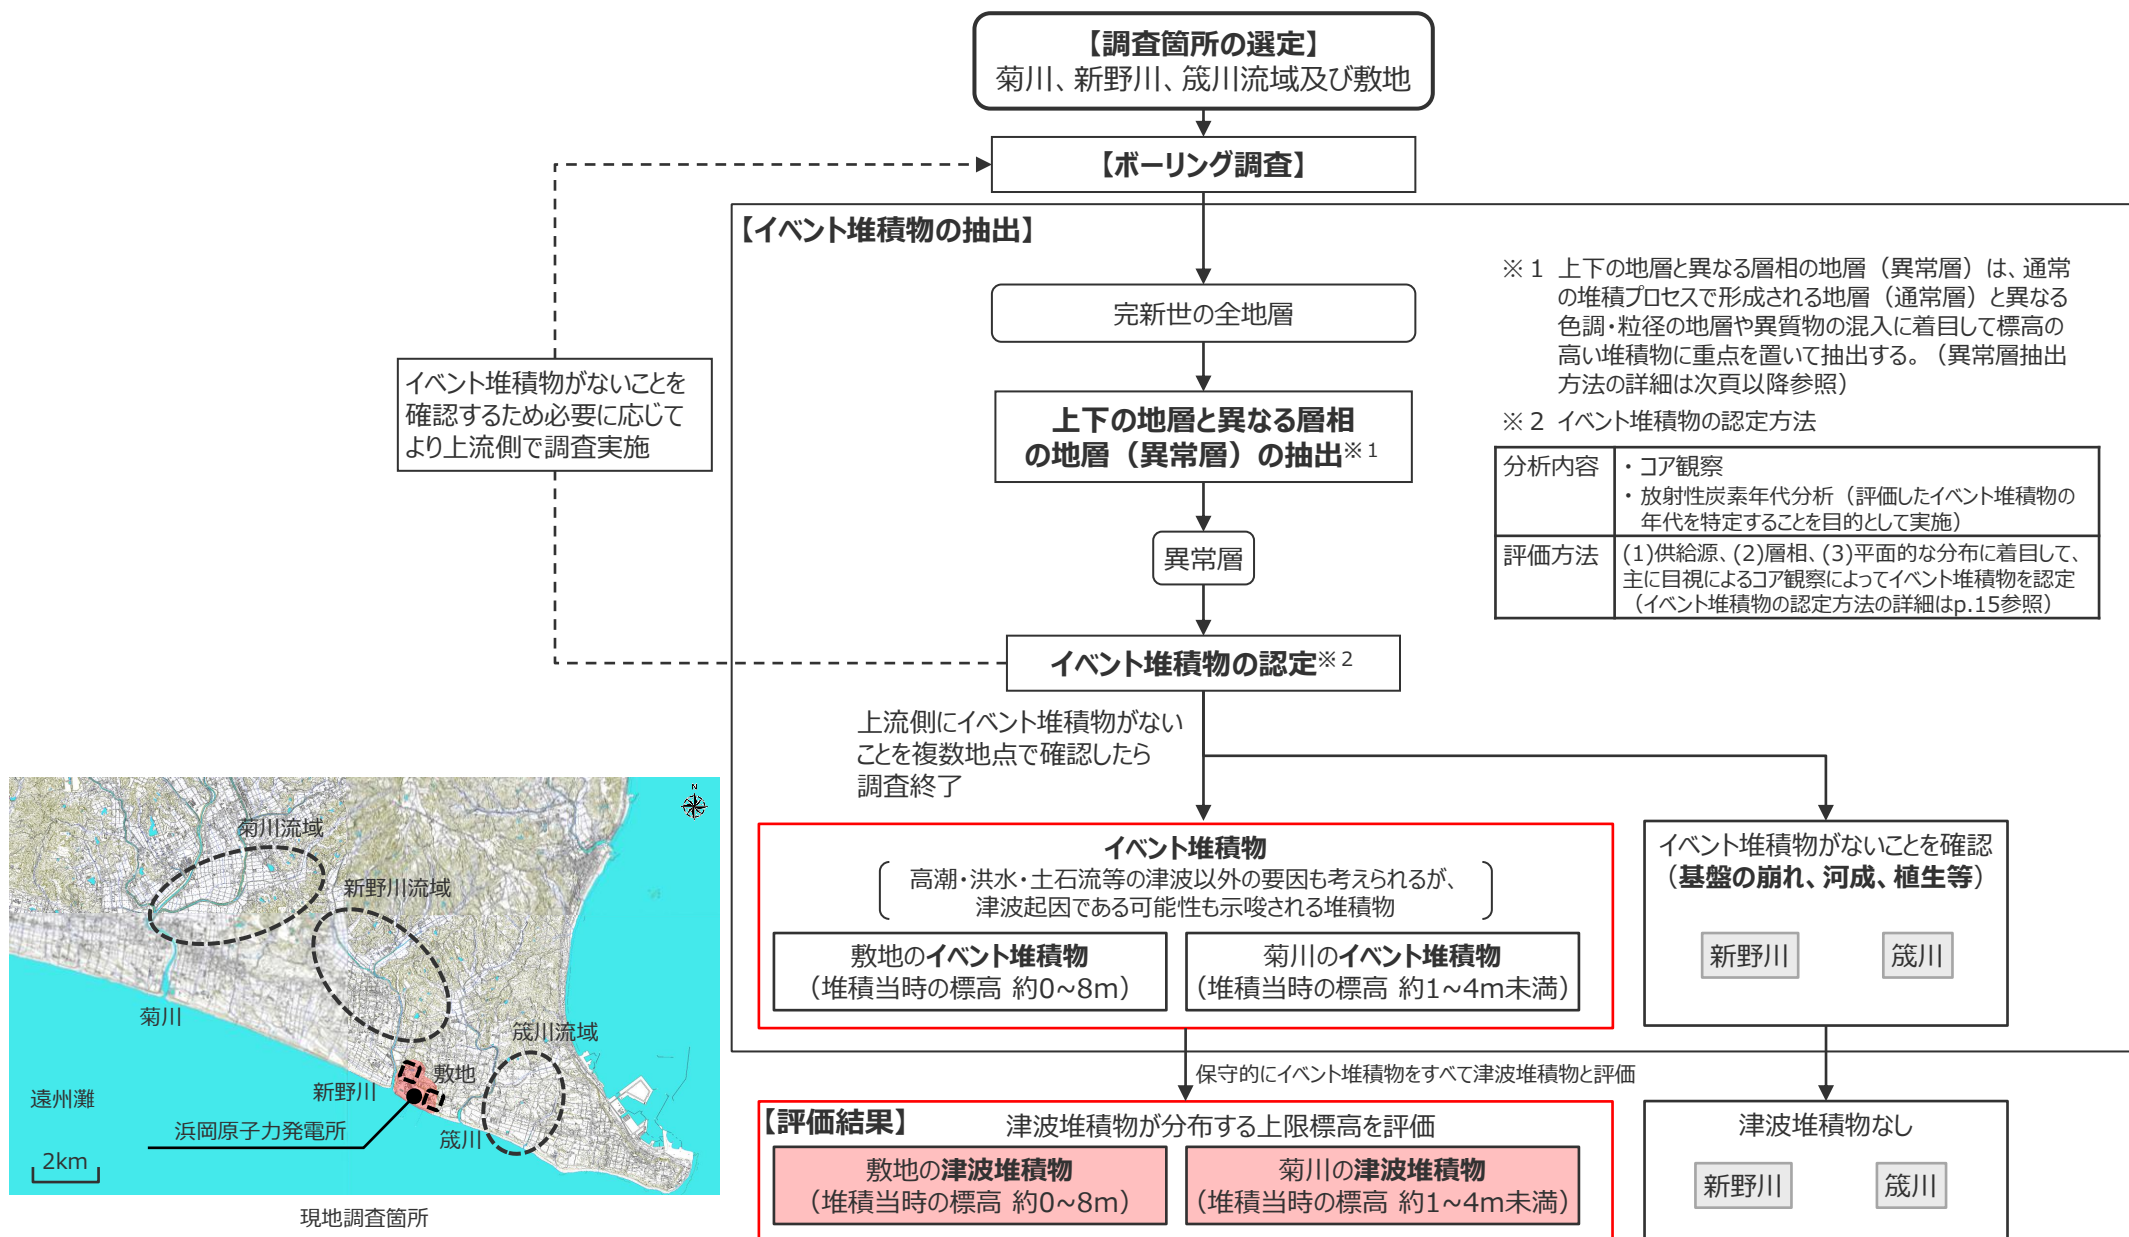 【調査箇所の選定】
菊川、新野川、筬川流域及び敷地
【ボーリング調査】
【イベント堆積物の抽出】
完新世の全地層
上下の地層と異なる層相
の地層（異常層）の抽出※1
異常層
イベント堆積物の認定※2
イベント堆積物がないことを
確認するため必要に応じて
より上流側で調査実施
※1 上下の地層と異なる層相の地層（異常層）は、通常
の堆積プロセスで形成される地層（通常層）と異なる
色調・粒径の地層や異質物の混入に着目して標高の
高い堆積物に重点を置いて抽出する。（異常層抽出
方法の詳細は次頁以降参照）
※2 イベント堆積物の認定方法
分析内容
・コア観察
・放射性炭素年代分析（評価したイベント堆積物の
年代を特定することを目的として実施）
評価方法
(1)供給源、(2)層相、(3)平面的な分布に着目して、
主に目視によるコア観察によってイベント堆積物を認定
（イベント堆積物の認定方法の詳細はp.15参照）
上流側にイベント堆積物がない
ことを複数地点で確認したら
調査終了
イベント堆積物
高潮・洪水・土石流等の津波以外の要因も考えられるが、
津波起因である可能性も示唆される堆積物
敷地のイベント堆積物
（堆積当時の標高 約0~8m）
菊川のイベント堆積物
（堆積当時の標高 約1~4m未満）
イベント堆積物がないことを確認
（基盤の崩れ、河成、植生等）
新野川
筬川
保守的にイベント堆積物をすべて津波堆積物と評価
【評価結果】
津波堆積物が分布する上限標高を評価
敷地の津波堆積物
（堆積当時の標高 約0~8m）
菊川の津波堆積物
（堆積当時の標高 約1~4m未満）
津波堆積物なし
新野川
筬川
N
菊川流域
新野川流域
菊川
筬川流域
敷地
新野川
遠州灘
浜岡原子力発電所
筬川
2km
現地調査箇所